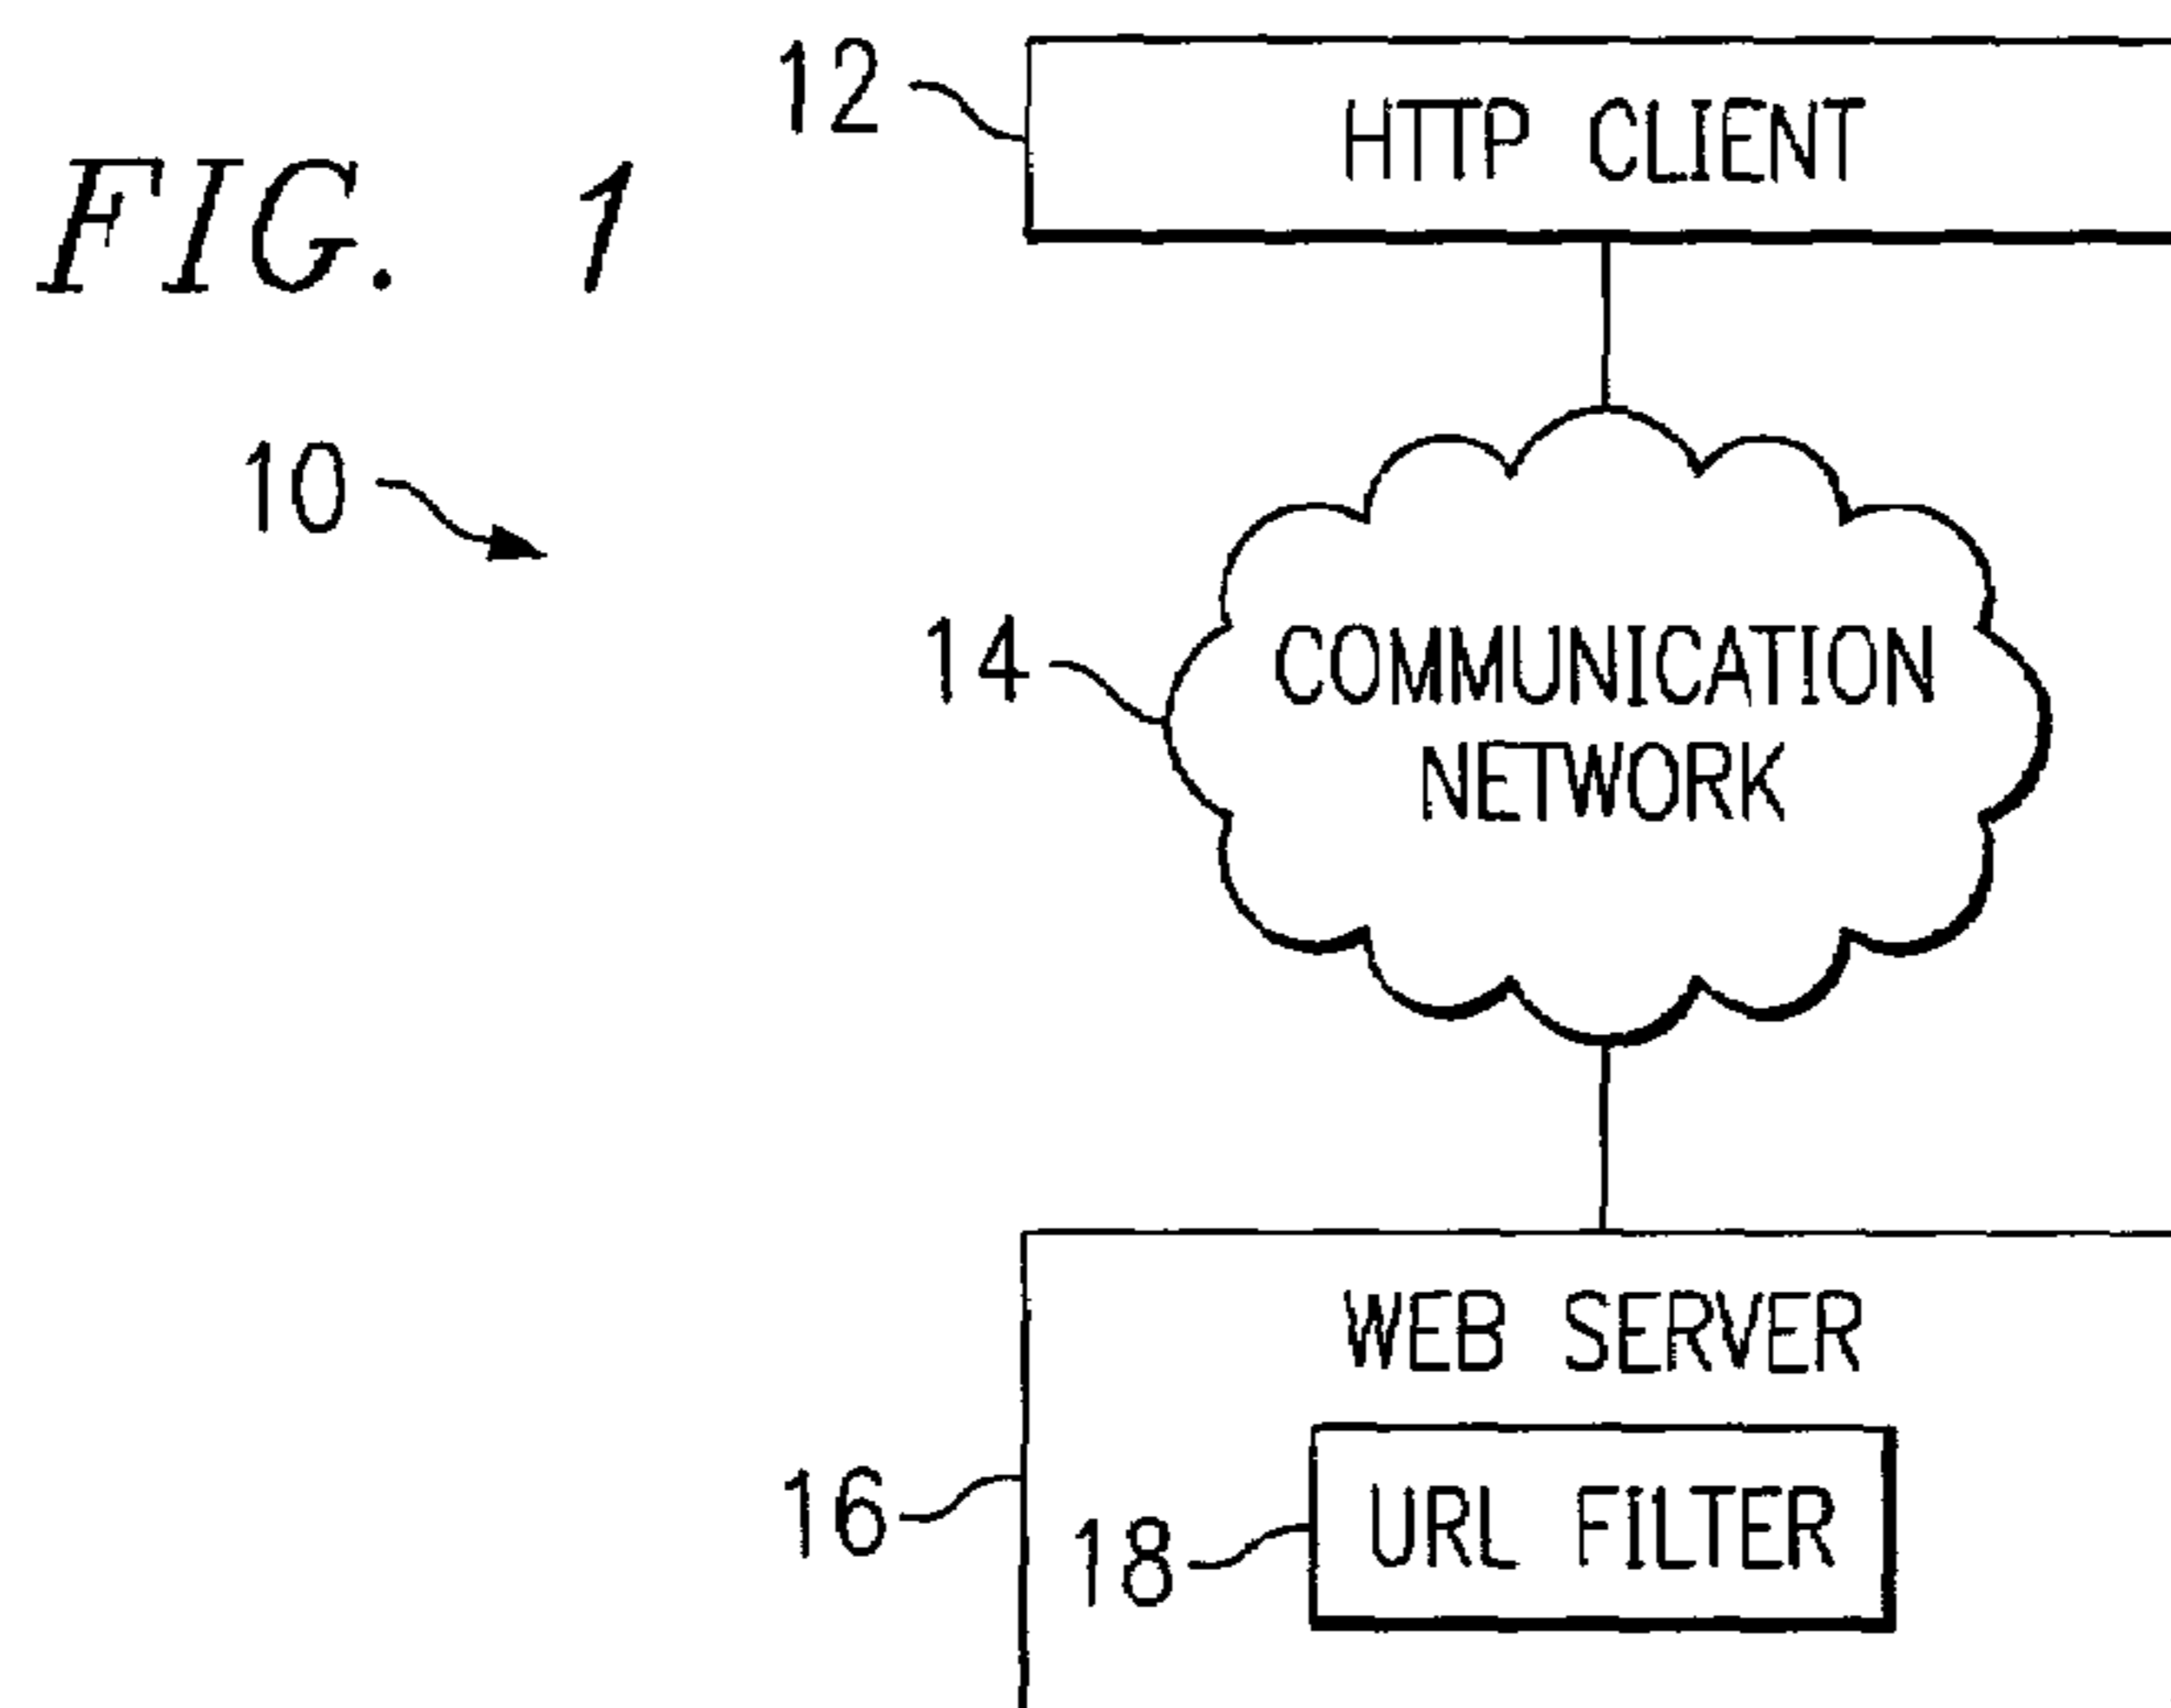 FIG. 1
12
HTTP CLIENT
10
14
COMMUNICATION
NETWORK
WEB SERVER
16
18
URL FILTER